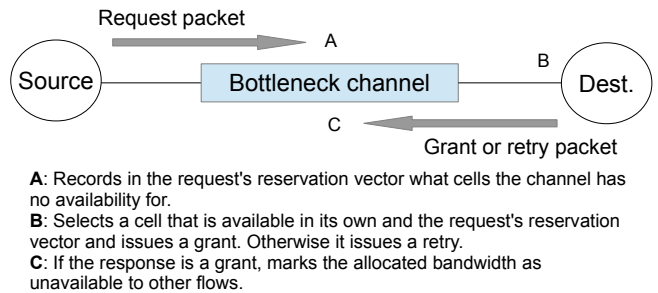 Request packet
A
Source
Bottleneck channel
B
Dest.
C
Grant or retry packet
A: Records in the request's reservation vector what cells the channel has
no availability for.
B: Selects a cell that is available in its own and the request's reservation
vector and issues a grant. Otherwise it issues a retry.
C: If the response is a grant, marks the allocated bandwidth as
unavailable to other flows.